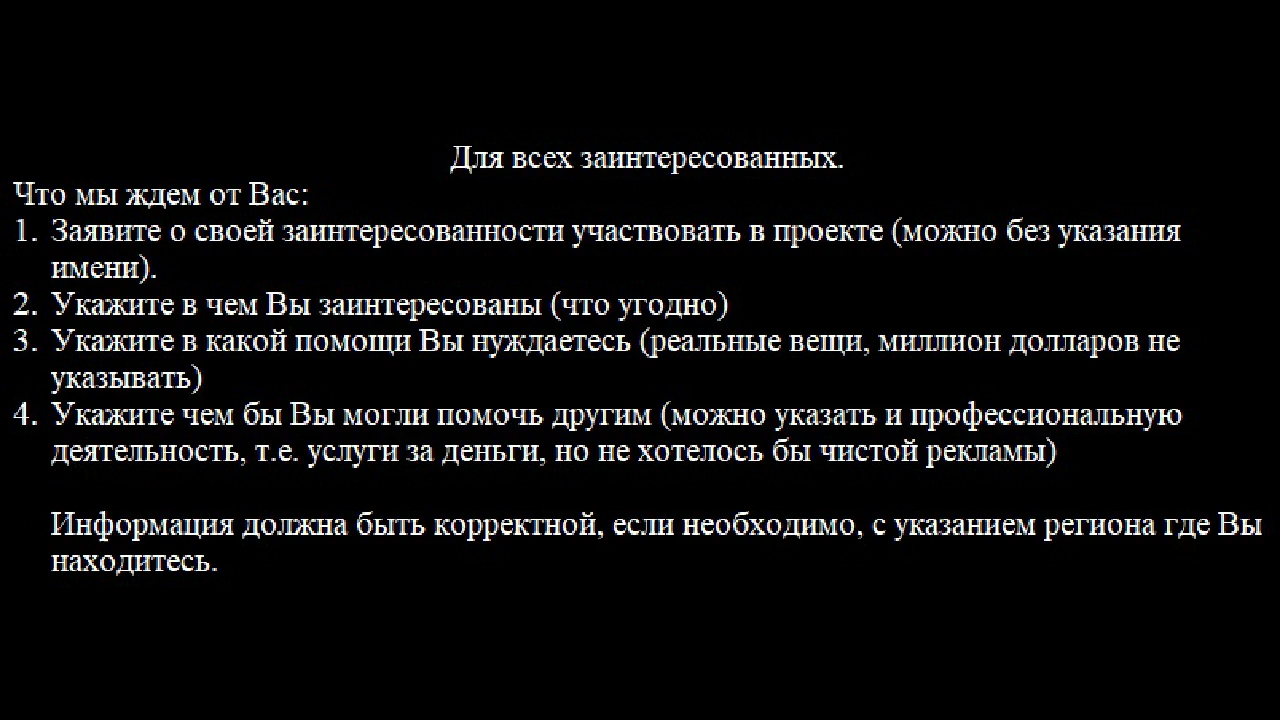 Для всех заинтересованных.
Что мы ждем от Вас:
1. Заявите о своей заинтересованности участвовать в проекте (можно без указания
имени).
2. Укажите в чем Вы заинтересованы (что угодно)
3. Укажите в какой помощи Вы нуждаетесь (реальные вещи, миллион долларов не
указывать)
4. Укажите чем бы Вы могли помочь другим (можно указать и профессиональную
деятельность, т.е. услуги за деньги, но не хотелось бы чистой рекламы)
Информация должна быть корректной, если необходимо, с указанием региона где Вы
находитесь.